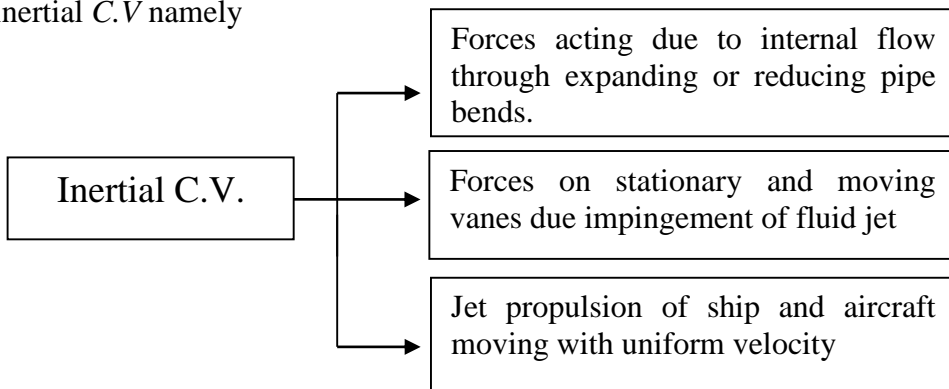 inertial C.V namely
Forces acting due to internal flow
through expanding or reducing pipe
bends.
Inertial C.V.
Forces on stationary and moving
vanes due impingement of fluid jet
Jet propulsion of ship and aircraft
moving with uniform velocity